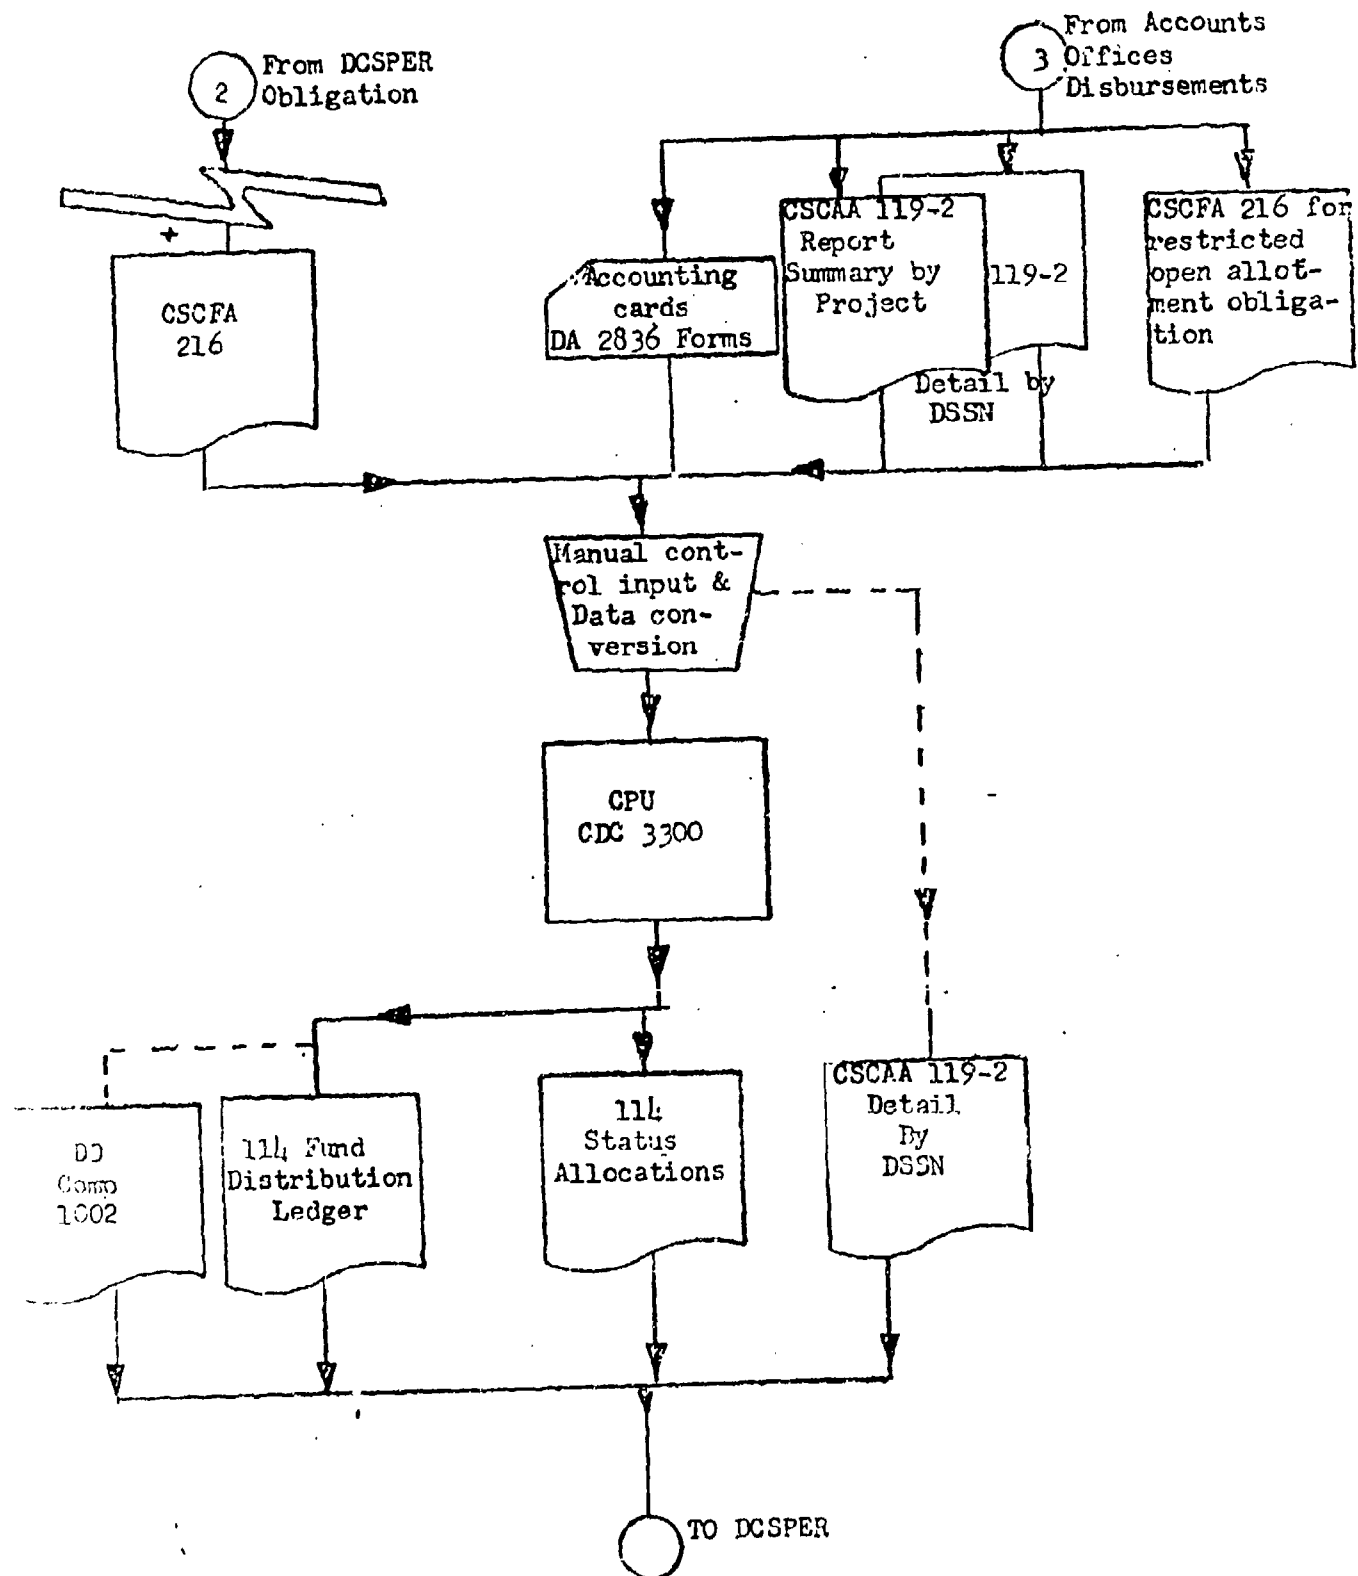 From DCSPER
Obligation
2
From Accounts
Offices
Disbursements
3
+
CSCFA
216
Accounting
cards
DA 2836 Forms
CSCAA 119-2
Report
Summary by
Project
119-2
Detail by
DSSN
CSCFA 216 for
restricted
open allot-
ment obliga-
tion
Manual cont-
rol input &
Data con-
version
CPU
CDC 3300
DD
Comp
1002
114 Fund
Distribution
Ledger
114
Status
Allocations
CSCAA 119-2
Detail
By
DSSN
TO DCSPER